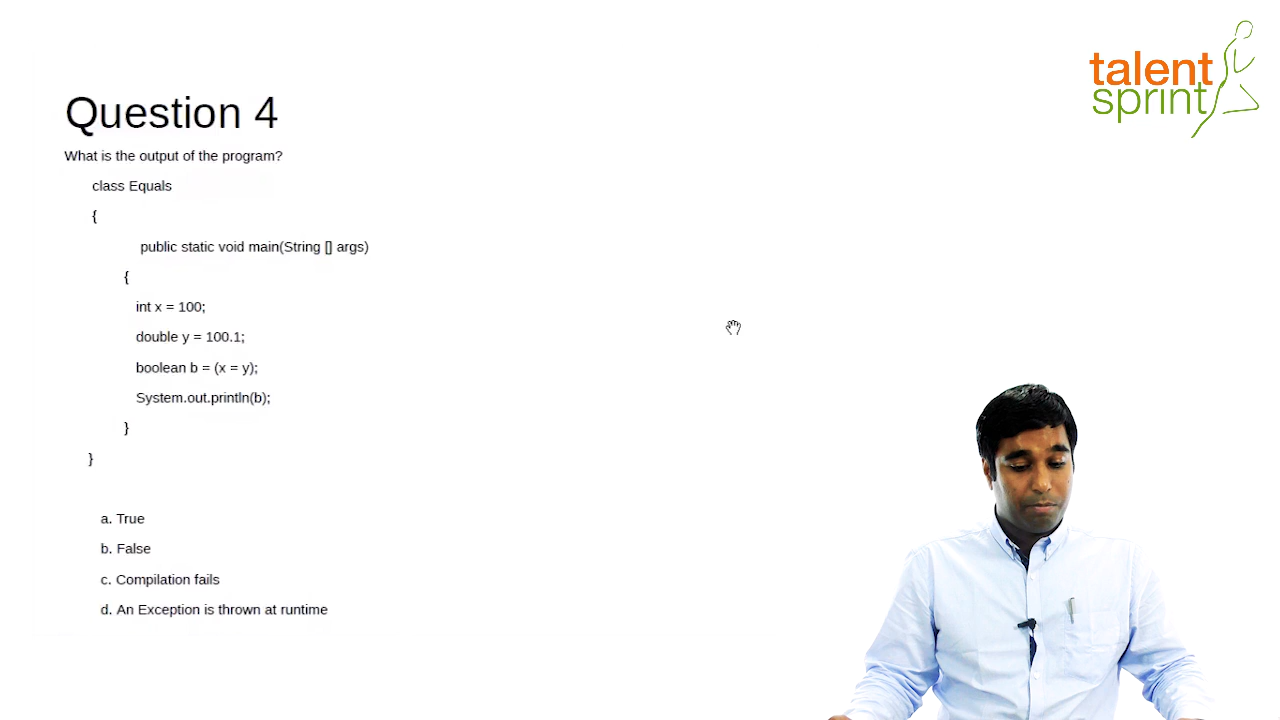 talent
sprint
Question 4
What is the output of the program?
class Equals
{
public static void main(String [] args)
{
int x = 100;
double y = 100.1;
boolean b = (x = y);
System.out.println(b);
}
}
a. True
b. False
c. Compilation fails
d. An Exception is thrown at runtime